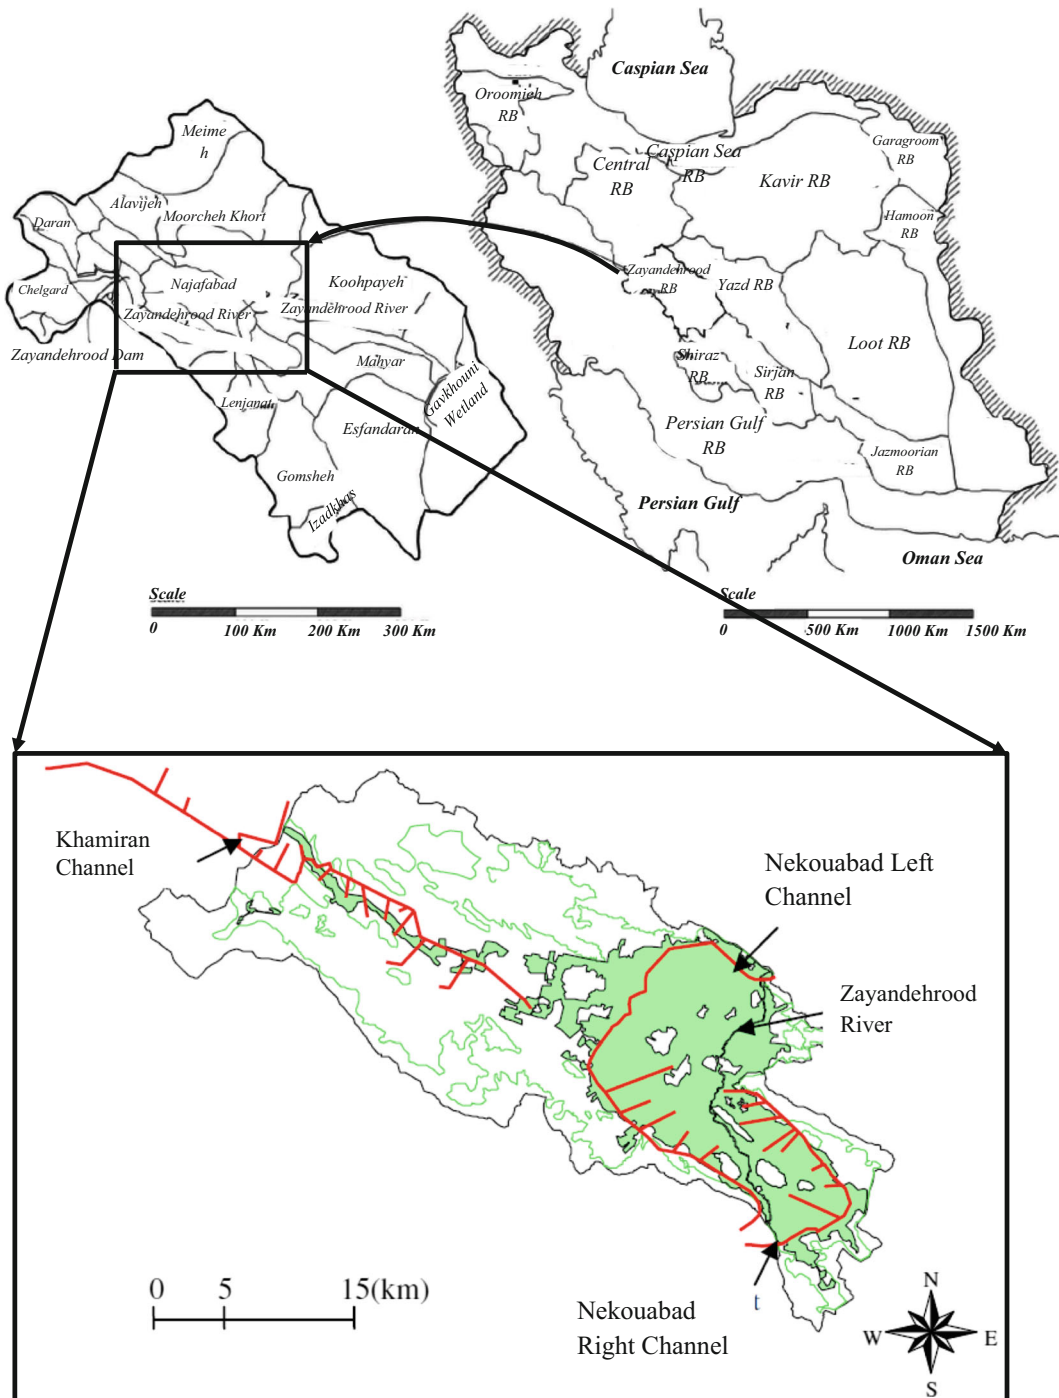 Caspian Sea
Oroomieh
RB
Central
RB
Caspian Sea
RB
Kavir RB
Garagroom
RB
Hamoon
RB
Zayandehrood
RB
Yazd RB
Loot RB
Shiraz
RB
Sirjan
RB
Persian Gulf
RB
Jazmoorian
RB
Persian Gulf
Oman Sea
Scale
0
500 Km
1000 Km
1500 Km
Meime
h
Alavijeh
Moorcheh Khort
Daran
Chelgard
Najafabad
Koohpayeh
Zayandehrood River
Zayandehrood River
Zayandehrood Dam
Mahyar
Lenjanat
Gavkhouni
Wetland
Esfandaran
Gomsheh
Izadkhas
Scale
0
100 Km
200 Km
300 Km
Khamiran
Channel
Nekouabad Left
Channel
Zayandehrood
River
Nekouabad
Right Channel
t
0
5
15(km)
N
W
E
S